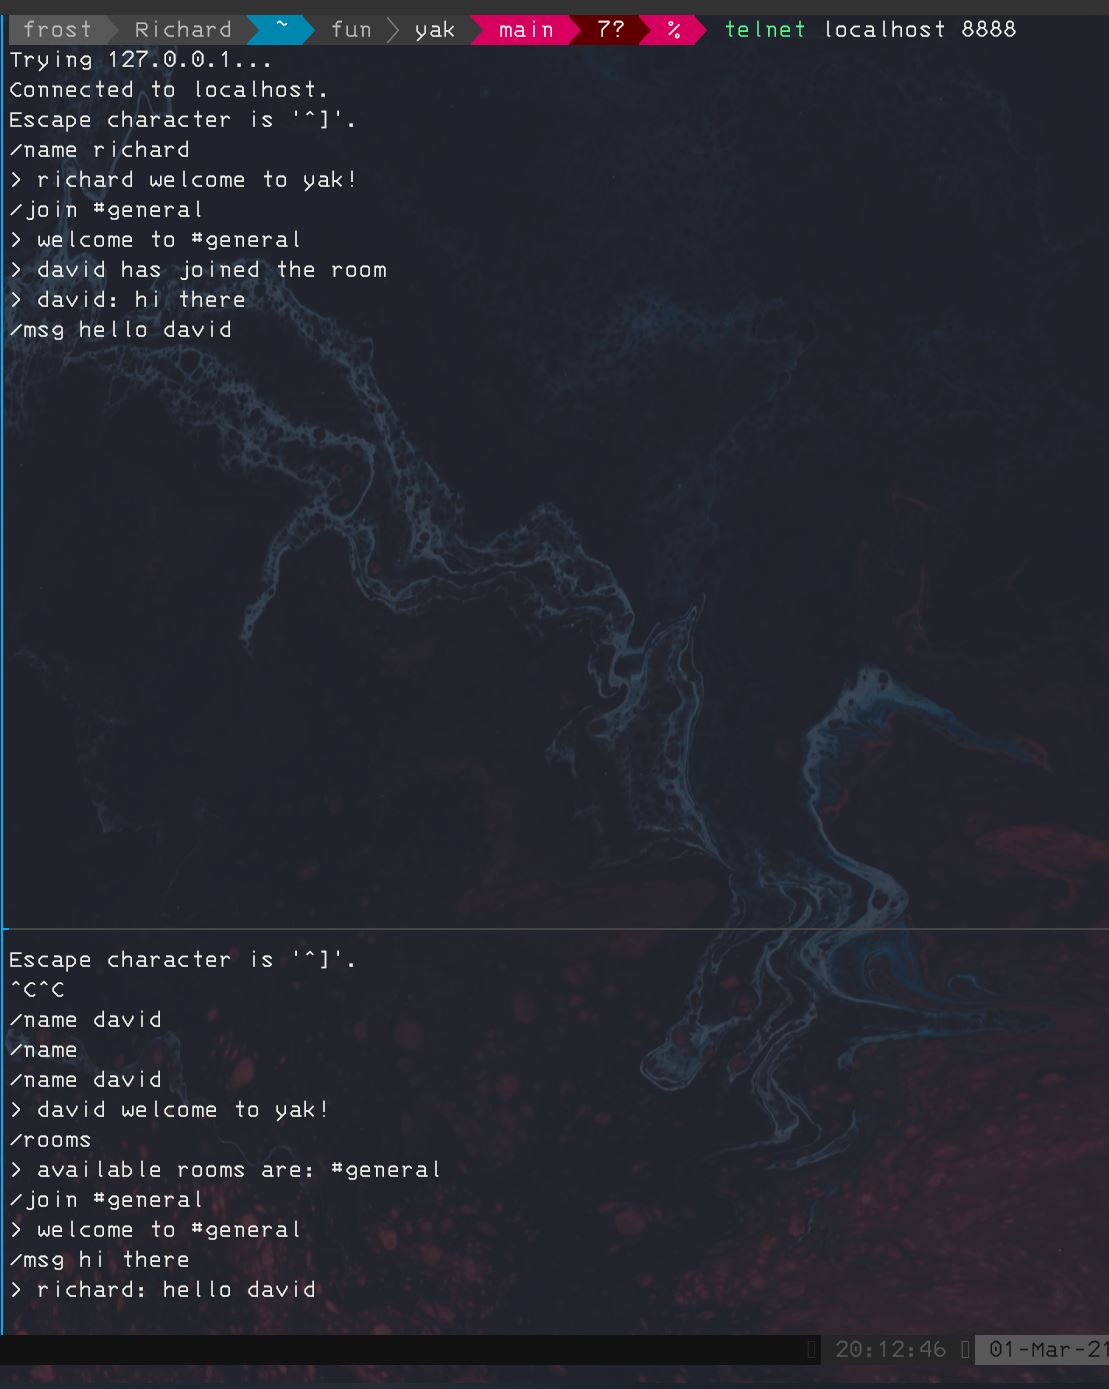 frost Richard ~ fun yak main 7?? % telnet localhost 8888
Trying 127.0.0.1...
Connected to localhost.
Escape character is '^]'.
/name richard
> richard welcome to yak!
/join #general
> welcome to #general
> david has joined the room
> david: hi there
/msg hello david
Escape character is '^]'.
^C^C
/name david
/name
/name david
> david welcome to yak!
/rooms
> available rooms are: #general
/join #general
> welcome to #general
/msg hi there
> richard: hello david
20:12:46 01-Mar-21